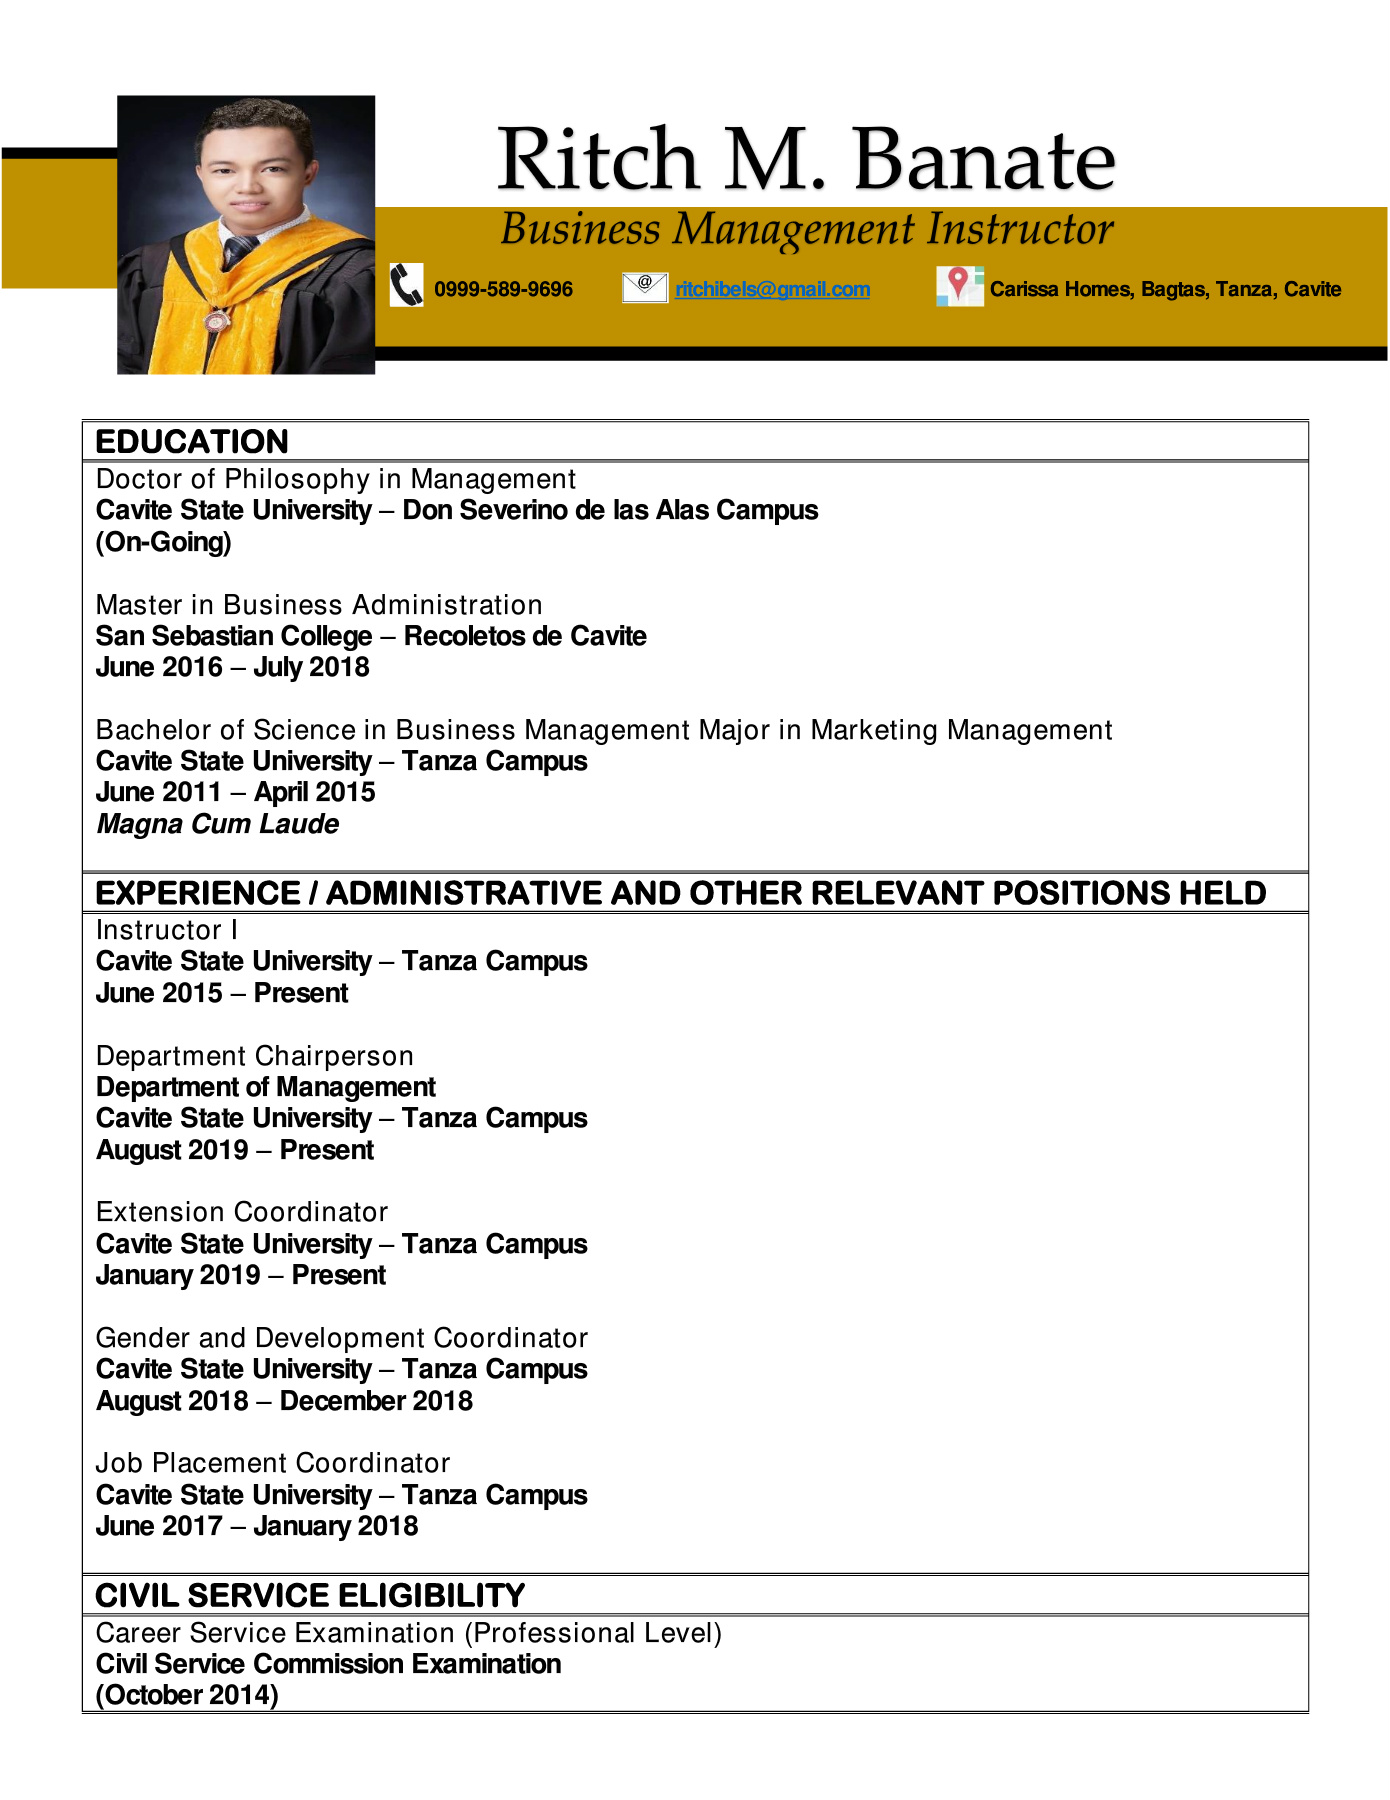 Ritch M. Banate
Business Management Instructor
0999-589-9696
@
ritchibels@gmail.com
Carissa Homes, Bagtas, Tanza, Cavite
EDUCATION
Doctor of Philosophy in Management
Cavite State University – Don Severino de las Alas Campus
(On-Going)
Master in Business Administration
San Sebastian College – Recoletos de Cavite
June 2016 – July 2018
Bachelor of Science in Business Management Major in Marketing Management
Cavite State University – Tanza Campus
June 2011 – April 2015
Magna Cum Laude
EXPERIENCE / ADMINISTRATIVE AND OTHER RELEVANT POSITIONS HELD
Instructor I
Cavite State University – Tanza Campus
June 2015 – Present
Department Chairperson
Department of Management
Cavite State University – Tanza Campus
August 2019 – Present
Extension Coordinator
Cavite State University – Tanza Campus
January 2019 – Present
Gender and Development Coordinator
Cavite State University – Tanza Campus
August 2018 – December 2018
Job Placement Coordinator
Cavite State University – Tanza Campus
June 2017 – January 2018
CIVIL SERVICE ELIGIBILITY
Career Service Examination (Professional Level)
Civil Service Commission Examination
(October 2014)